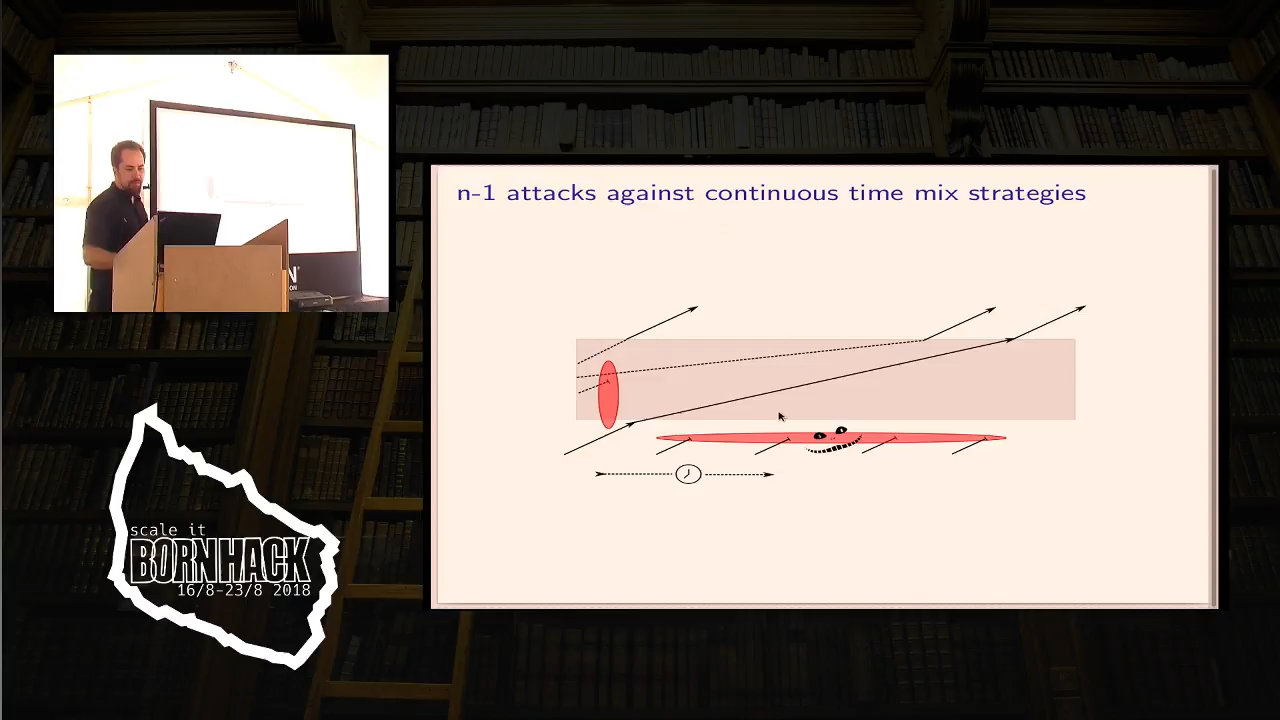 n-1 attacks against continuous time mix strategies
scale it
BORNHACK
16/8-23/8 2018